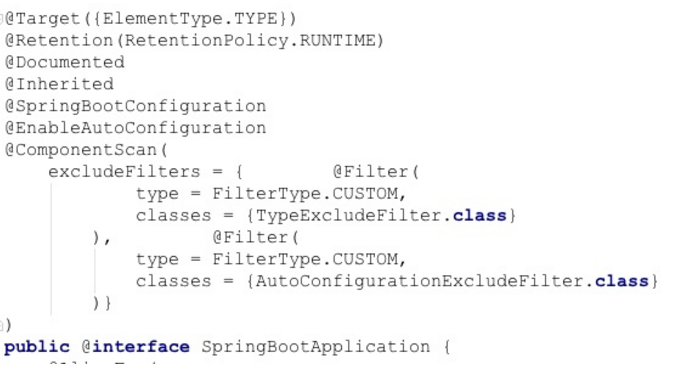 @Target({ElementType.TYPE})
@Retention(RetentionPolicy.RUNTIME)
@Documented
@Inherited
@SpringBootConfiguration
@EnableAutoConfiguration
@ComponentScan(
    excludeFilters = {        @Filter(
            type = FilterType.CUSTOM,
            classes = {TypeExcludeFilter.class}
        ),         @Filter(
            type = FilterType.CUSTOM,
            classes = {AutoConfigurationExcludeFilter.class}
        )}
)
public @interface SpringBootApplication {